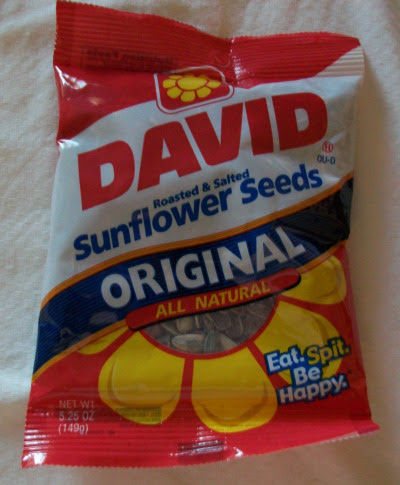 DAVID
OU-D
Roasted & Salted
Sunflower Seeds
ORIGINAL
ALL NATURAL
Eat. Spit.
Be
Happy.
NET WT
5.25 OZ
(149g)